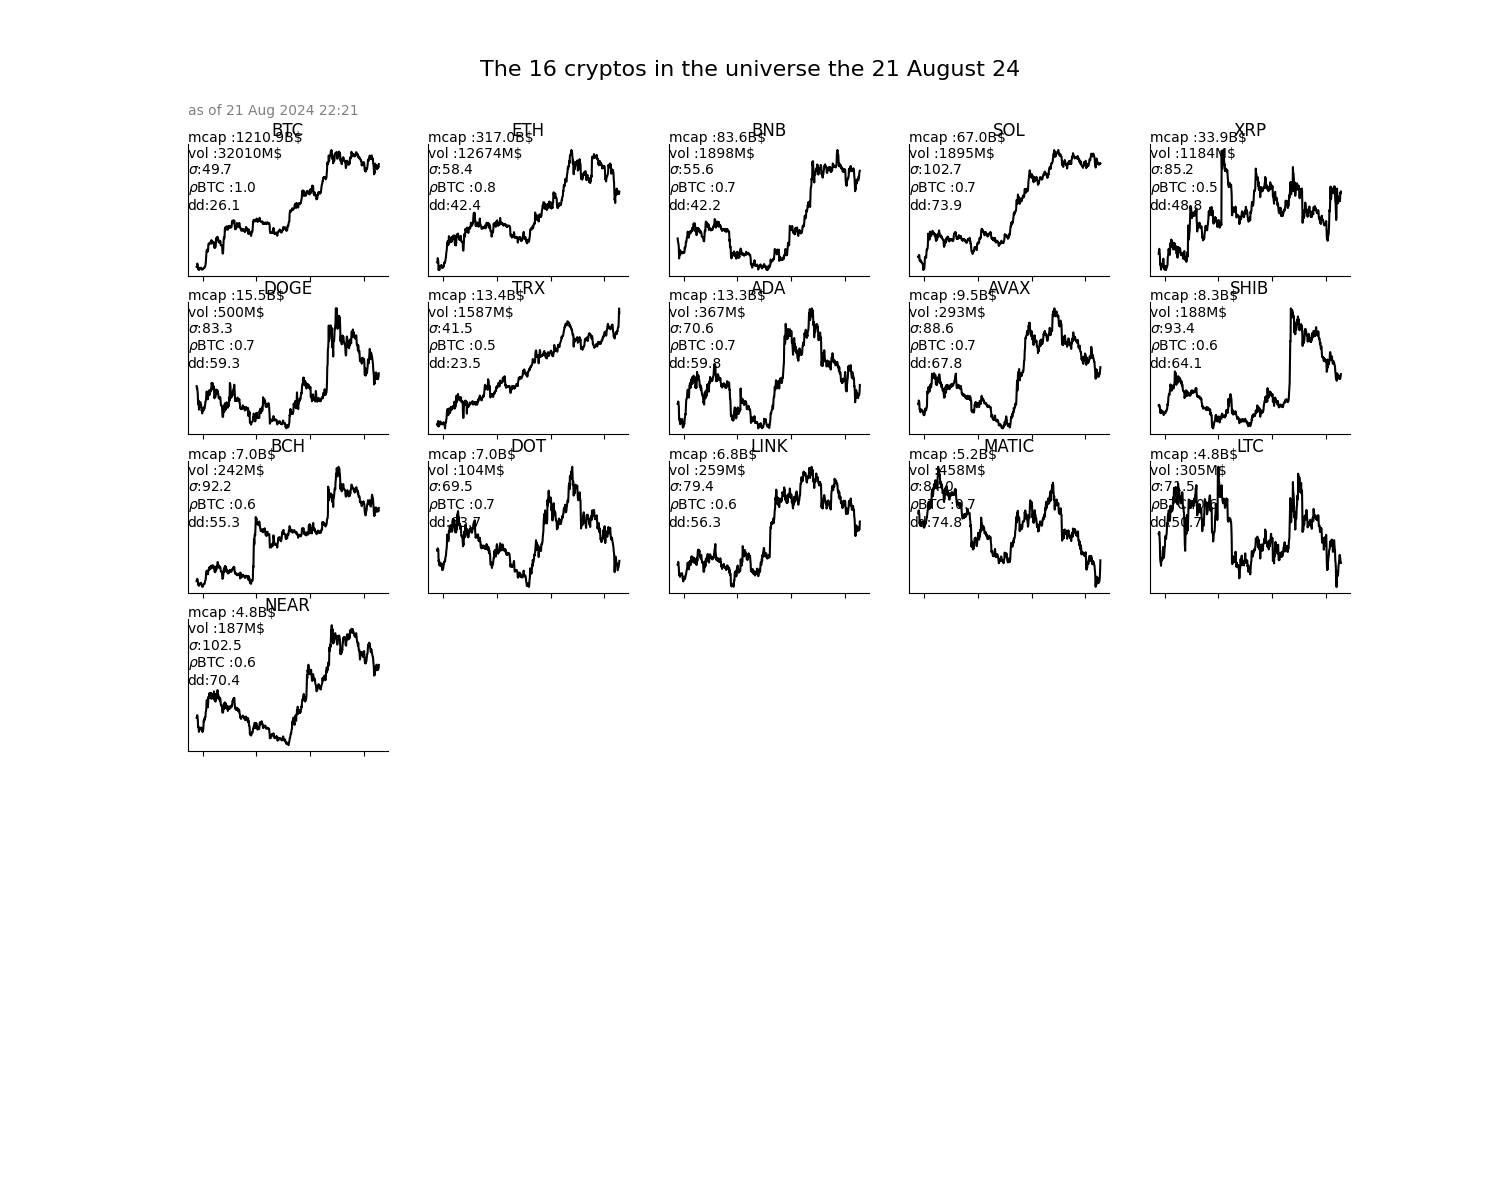 The 16 cryptos in the universe the 21 August 24
as of 21 Aug 2024 22:21
BTC
mcap :1210.9B$
vol :32010M$
σ:49.7
ρBTC :1.0
dd:26.1
ETH
mcap :317.0B$
vol :12674M$
σ:58.4
ρBTC :0.8
dd:42.4
BNB
mcap :83.6B$
vol :1898M$
σ:55.6
ρBTC :0.7
dd:42.2
SOL
mcap :67.0B$
vol :1895M$
σ:102.7
ρBTC :0.7
dd:73.9
XRP
mcap :33.9B$
vol :1184M$
σ:85.2
ρBTC :0.5
dd:48.8
DOGE
mcap :15.5B$
vol :500M$
σ:83.3
ρBTC :0.7
dd:59.3
TRX
mcap :13.4B$
vol :1587M$
σ:41.5
ρBTC :0.5
dd:23.5
ADA
mcap :13.3B$
vol :367M$
σ:70.6
ρBTC :0.7
dd:59.8
AVAX
mcap :9.5B$
vol :293M$
σ:88.6
ρBTC :0.7
dd:67.8
SHIB
mcap :8.3B$
vol :188M$
σ:93.4
ρBTC :0.6
dd:64.1
BCH
mcap :7.0B$
vol :242M$
σ:92.2
ρBTC :0.6
dd:55.3
DOT
mcap :7.0B$
vol :104M$
σ:69.5
ρBTC :0.7
LINK
mcap :6.8B$
vol :259M$
σ:79.4
ρBTC :0.6
dd:56.3
MATIC
mcap :5.2B$
vol :458M$
ρBTC :0.7
dd:74.8
LTC
mcap :4.8B$
vol :305M$
σ:71.5
dd:50.7
NEAR
mcap :4.8B$
vol :187M$
σ:102.5
ρBTC :0.6
dd:70.4